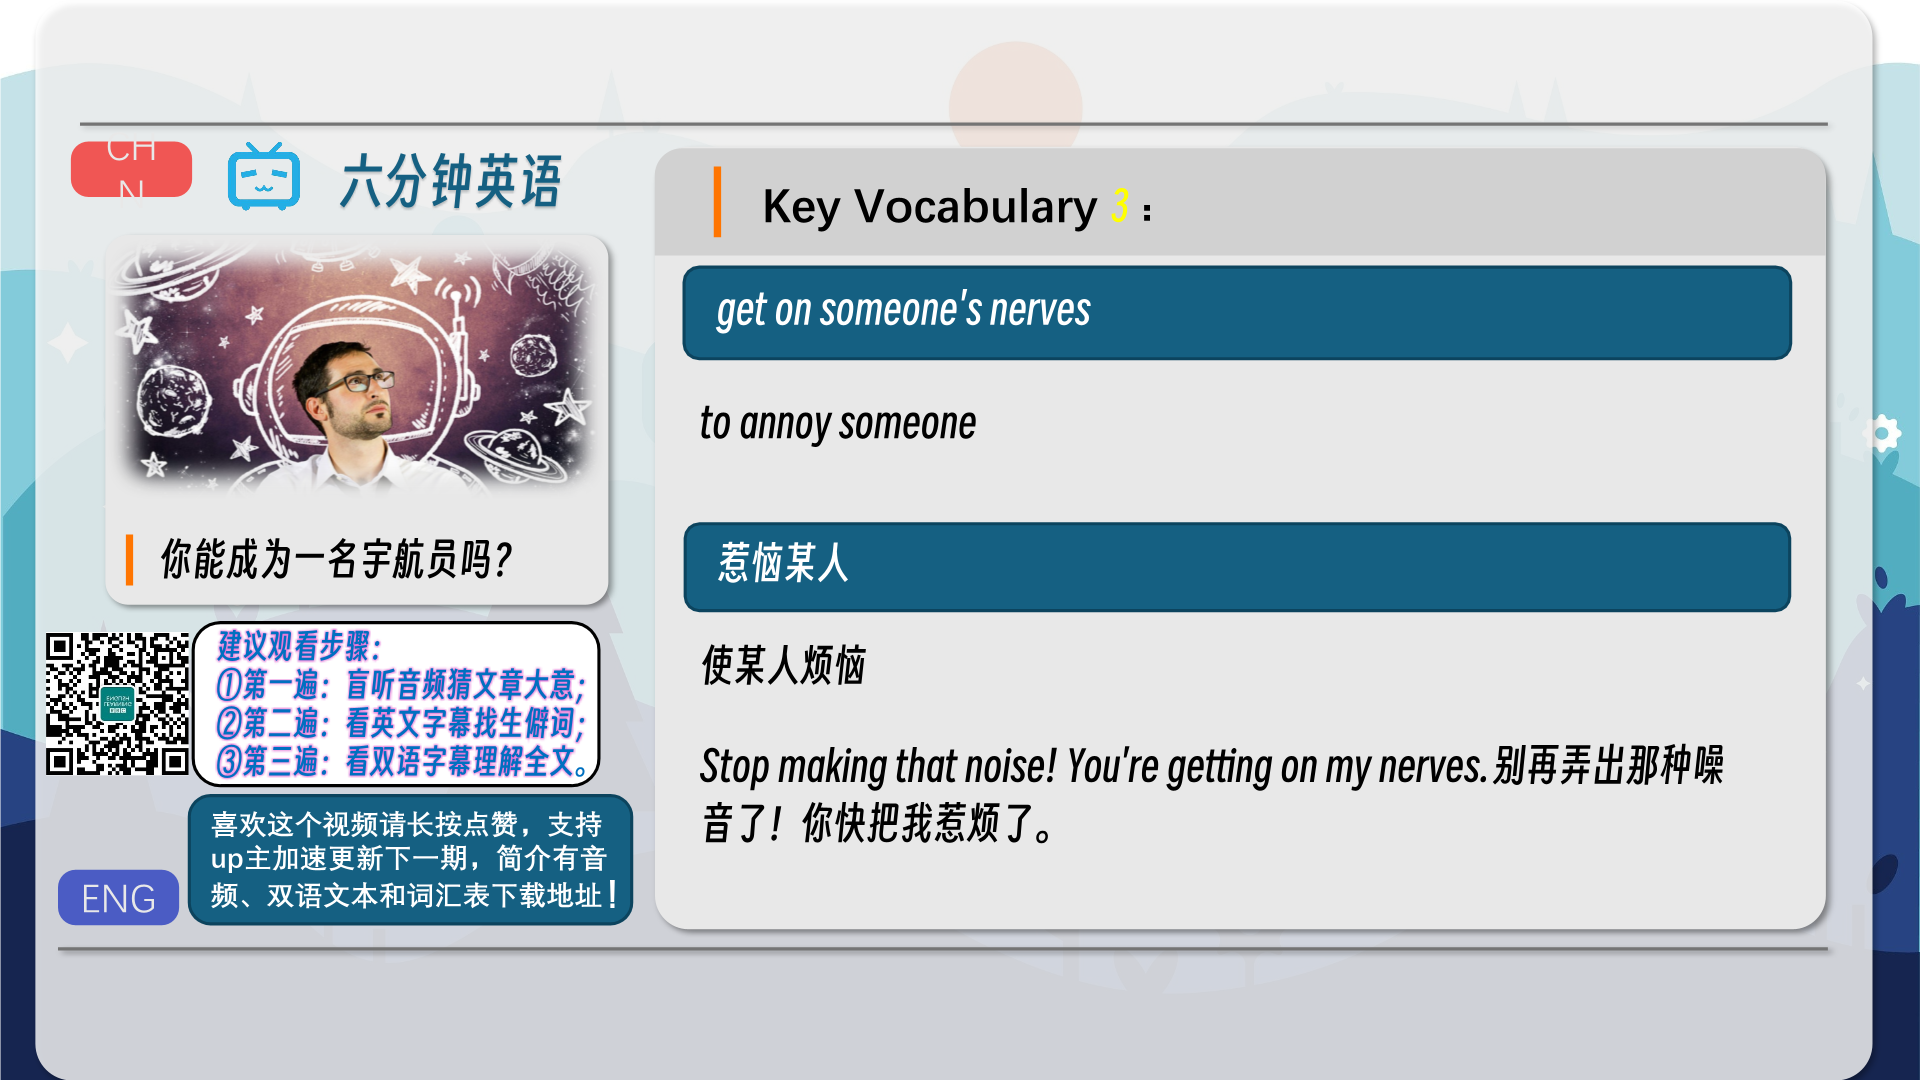 CH
N
六分钟英语
你能成为一名宇航员吗?
建议观看步骤：
①第一遍：盲听音频猜文章大意；
②第二遍：看英文字幕找生僻词；
③第三遍：看双语字幕理解全文。
喜欢这个视频请长按点赞，支持
up主加速更新下一期，简介有音
频、双语文本和词汇表下载地址！
ENG
Key Vocabulary 3：
get on someone's nerves
to annoy someone
惹恼某人
使某人烦恼
Stop making that noise! You're getting on my nerves.别再弄出那种噪
音了！你快把我惹烦了。